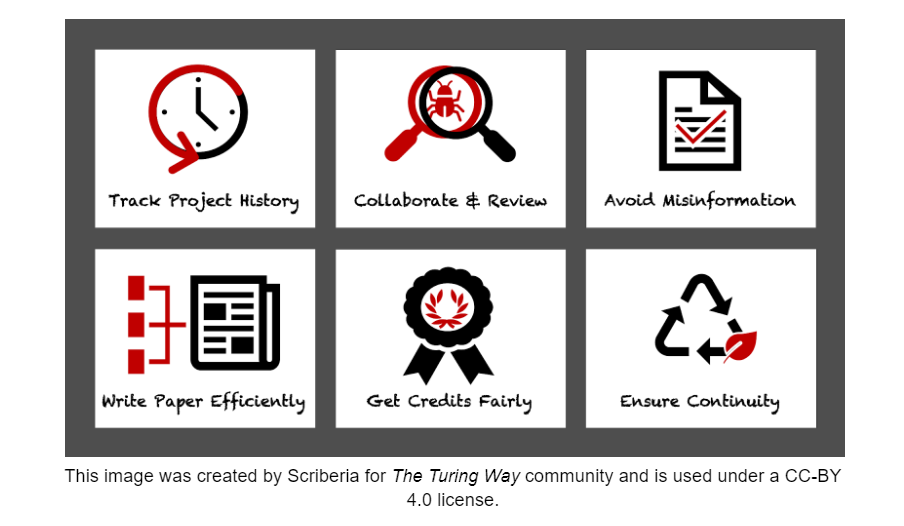 Track Project History
Collaborate & Review
Avoid Misinformation
Write Paper Efficiently
Get Credits Fairly
Ensure Continuity
This image was created by Scriberia for The Turing Way community and is used under a CC-BY
4.0 license.